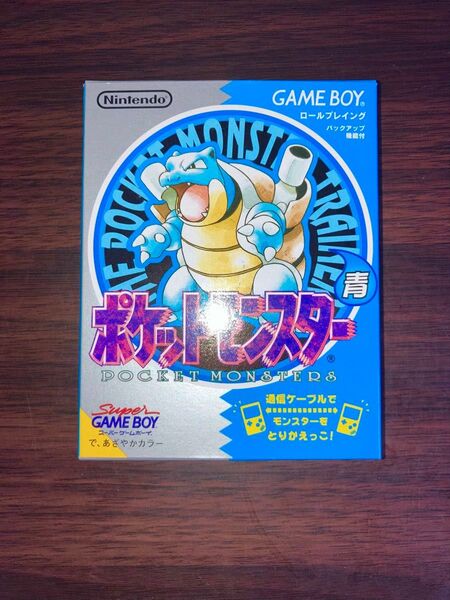 Nintendo
GAME BOY
ロールプレイング
バックアップ
機能付
THE POCKET MONSTER TRAINER
青
ポケットモンスター
POCKET MONSTERS
Super
GAME BOY
スーパーゲームボーイ
で、あざやかカラー
通信ケーブルで
モンスターを
とりかえっこ!